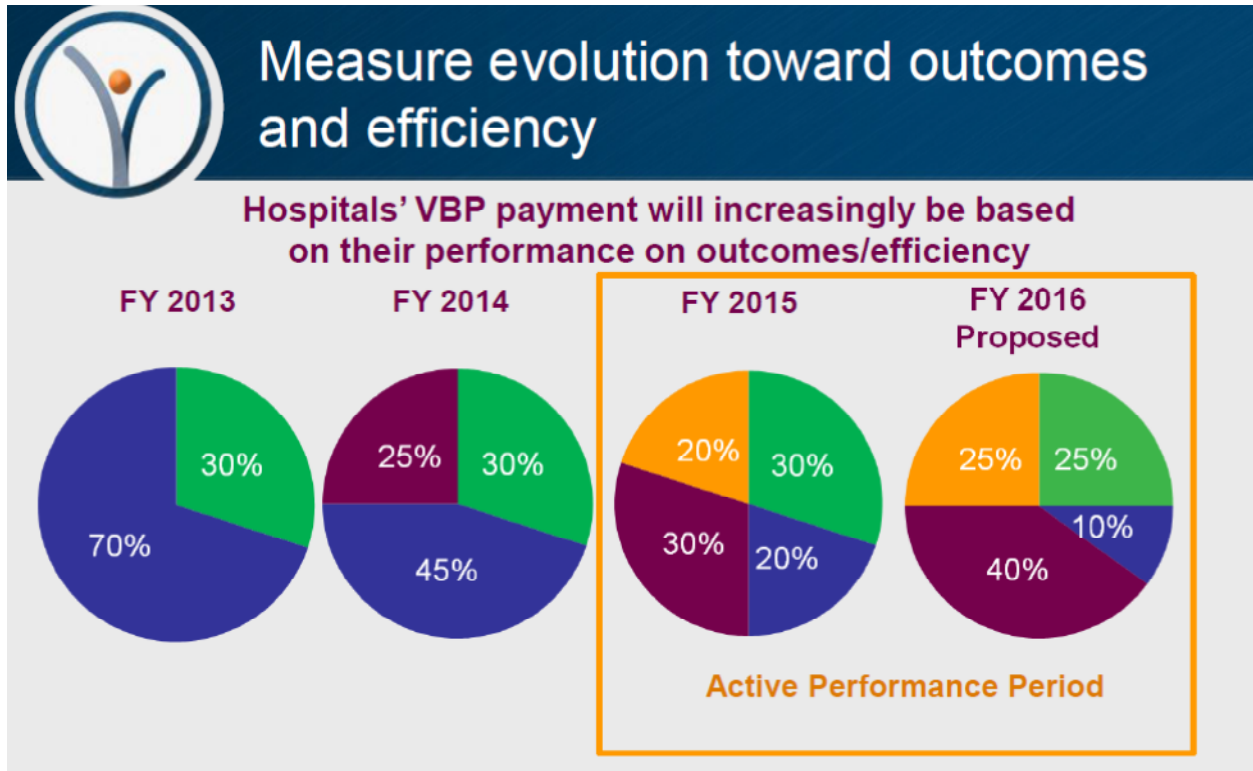 Measure evolution toward outcomes
and efficiency
Hospitals' VBP payment will increasingly be based
on their performance on outcomes/efficiency
FY 2013
FY 2014
FY 2015
FY 2016
Proposed
30%
70%
25%
30%
45%
20%
30%
30%
20%
25%
25%
10%
40%
Active Performance Period